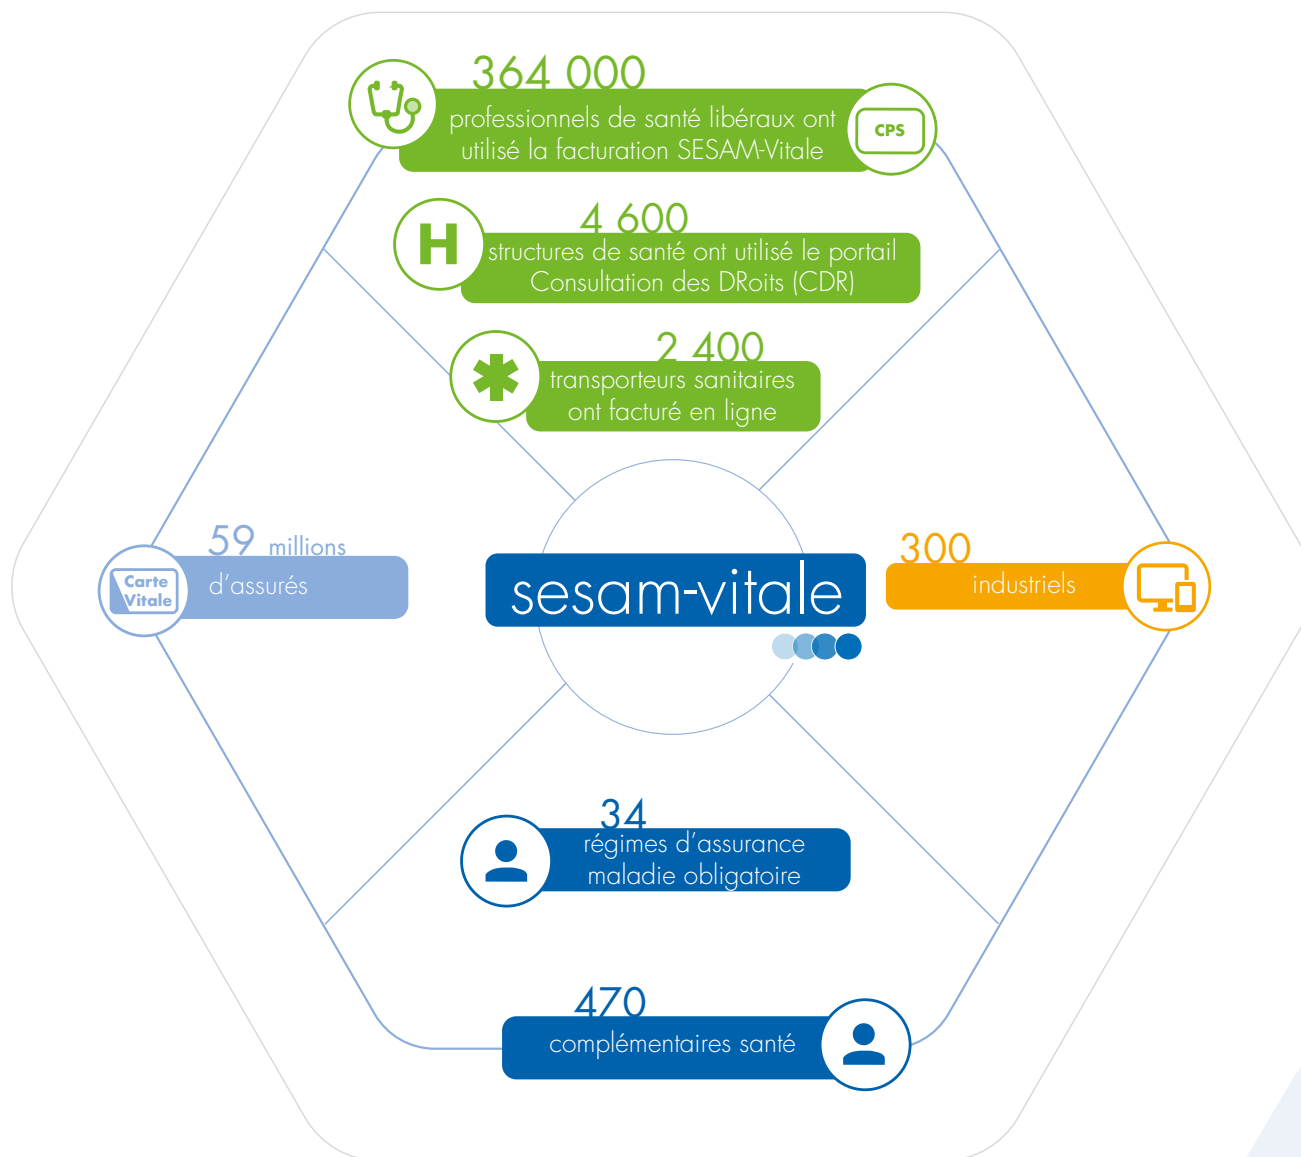 364 000
professionnels de santé libéraux ont
utilisé la facturation SESAM-Vitale
CPS
H
4 600
structures de santé ont utilisé le portail
Consultation des DRoits (CDR)
2 400
transporteurs sanitaires
ont facturé en ligne
59 millions
d'assurés
Carte
Vitale
sesam-vitale
300
industriels
34
régimes d'assurance
maladie obligatoire
470
complémentaires santé